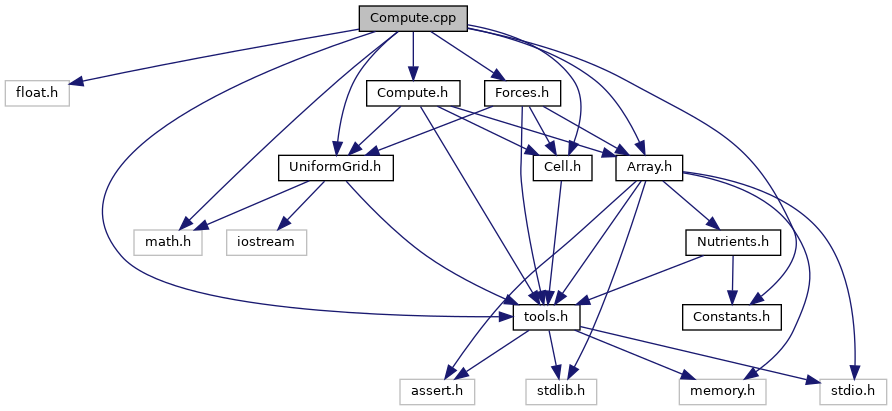 Compute.cpp
float.h
Compute.h
Forces.h
UniformGrid.h
Cell.h
Array.h
math.h
iostream
Nutrients.h
tools.h
Constants.h
assert.h
stdlib.h
memory.h
stdio.h